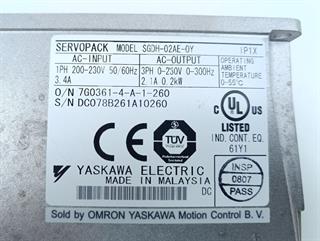 SERVOPACK MODEL SGDH-02AE-OY IP1X
AC-INPUT AC-OUTPUT OPERATING AMBIENT TEMPERATURE
1PH 200-230V 50/60Hz 3PH 0-230V 0-300Hz 0-55°C
3.4A 2.1A 0.2kW
O/N 7G0361-4-A-1-260
S/N DC078B261A10260
C UL US
LISTED
IND. CONT. EQ.
61Y1
CE
TÜV
YASKAWA ELECTRIC
MADE IN MALAYSIA
DC
INSP
0807
PASS
Sold by OMRON YASKAWA Motion Control B. V.